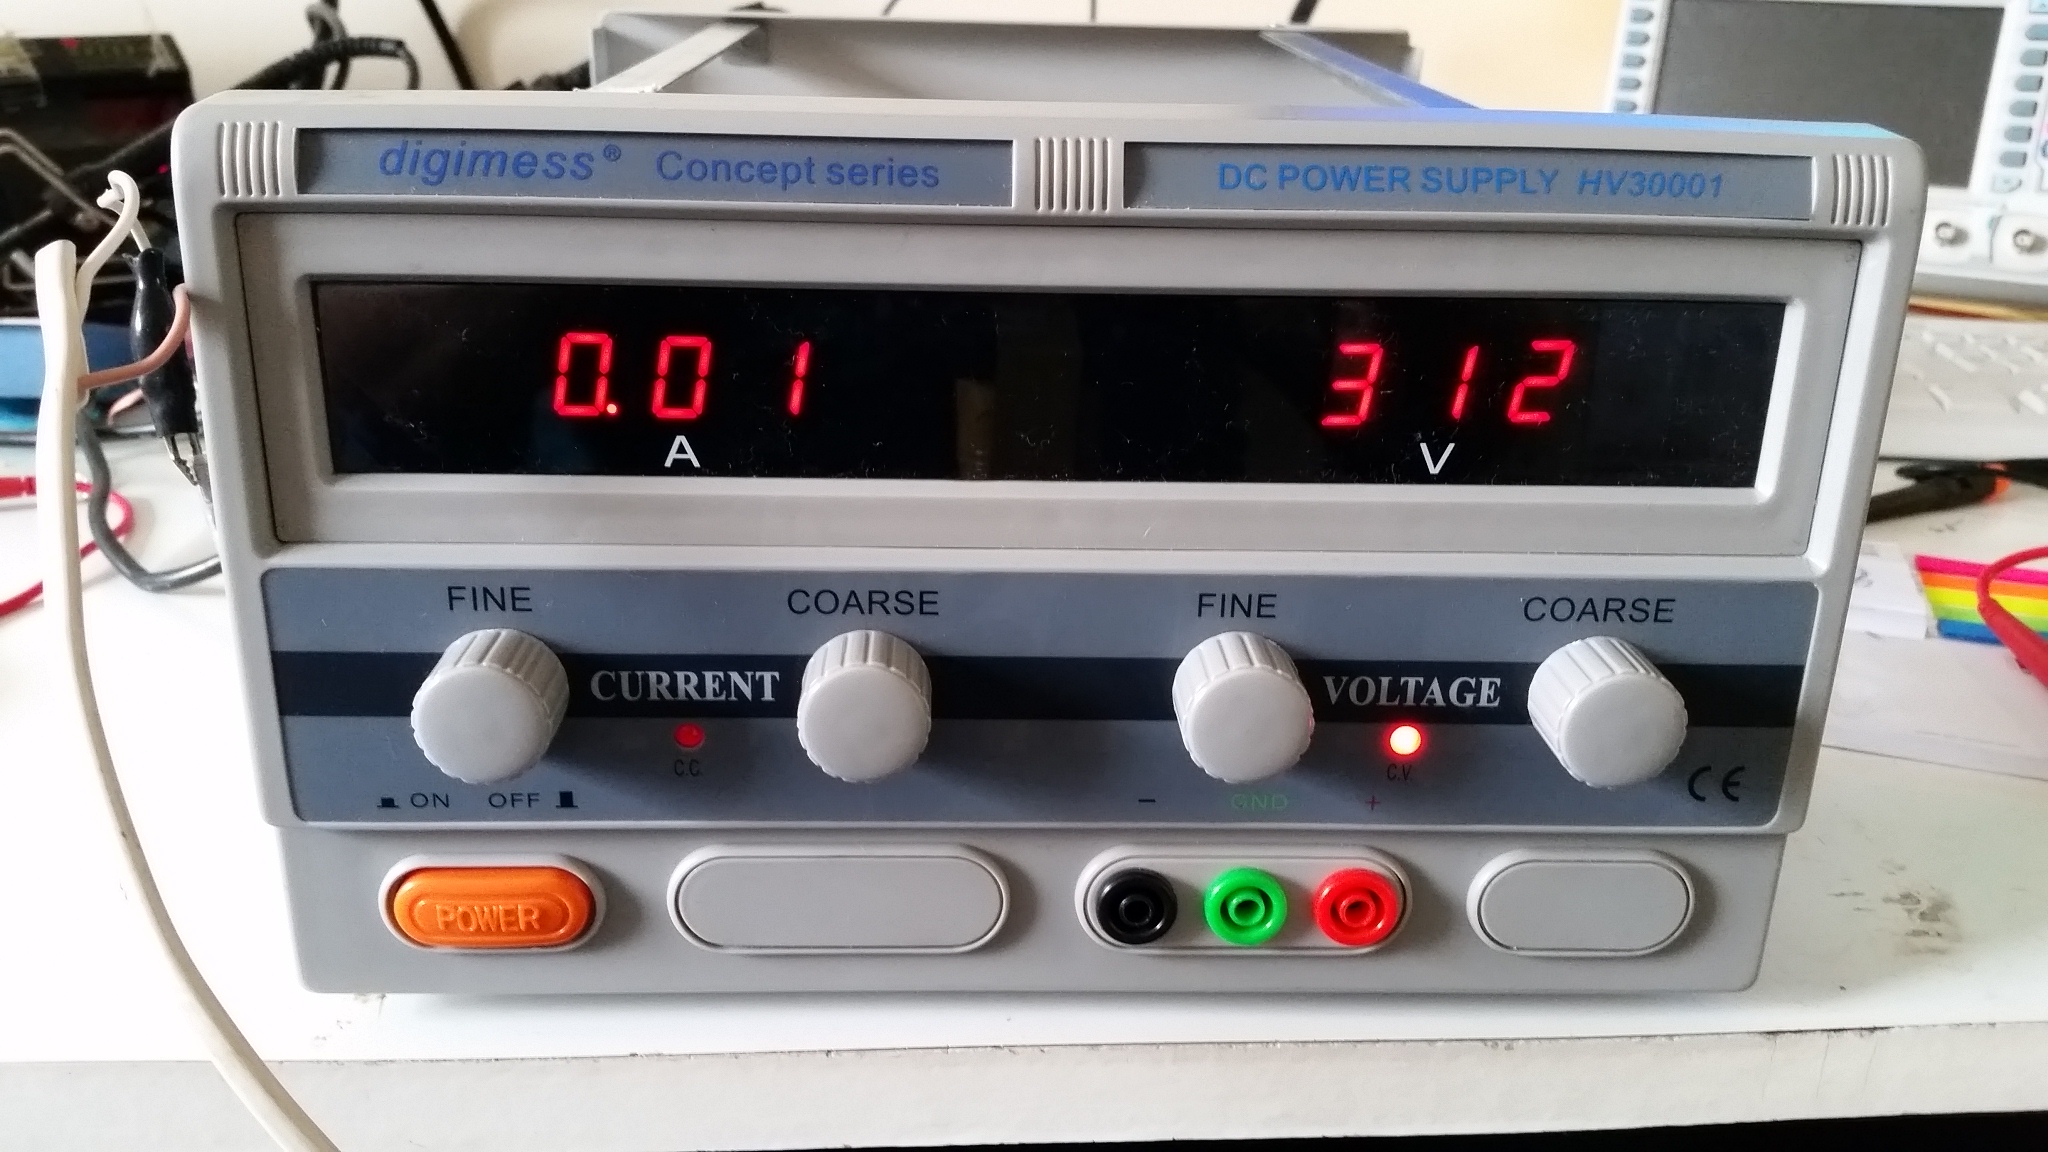 digimess® Concept series
DC POWER SUPPLY HV30001
0.01
312
A
V
FINE
COARSE
FINE
COARSE
CURRENT
VOLTAGE
C.C.
C.V.
ON OFF
- GND +
CE
POWER